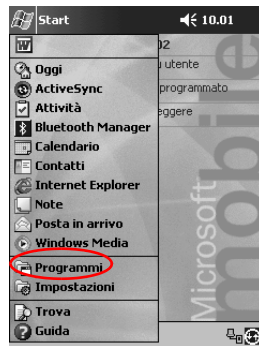 Start 10.01
02
utente
Oggi
programmato
ActiveSync
Attività
eggere
Bluetooth Manager
Calendario
Contatti
Internet Explorer
Note
Posta in arrivo
Windows Media
Programmi
Impostazioni
Trova
Guida
Microsoft
mobile